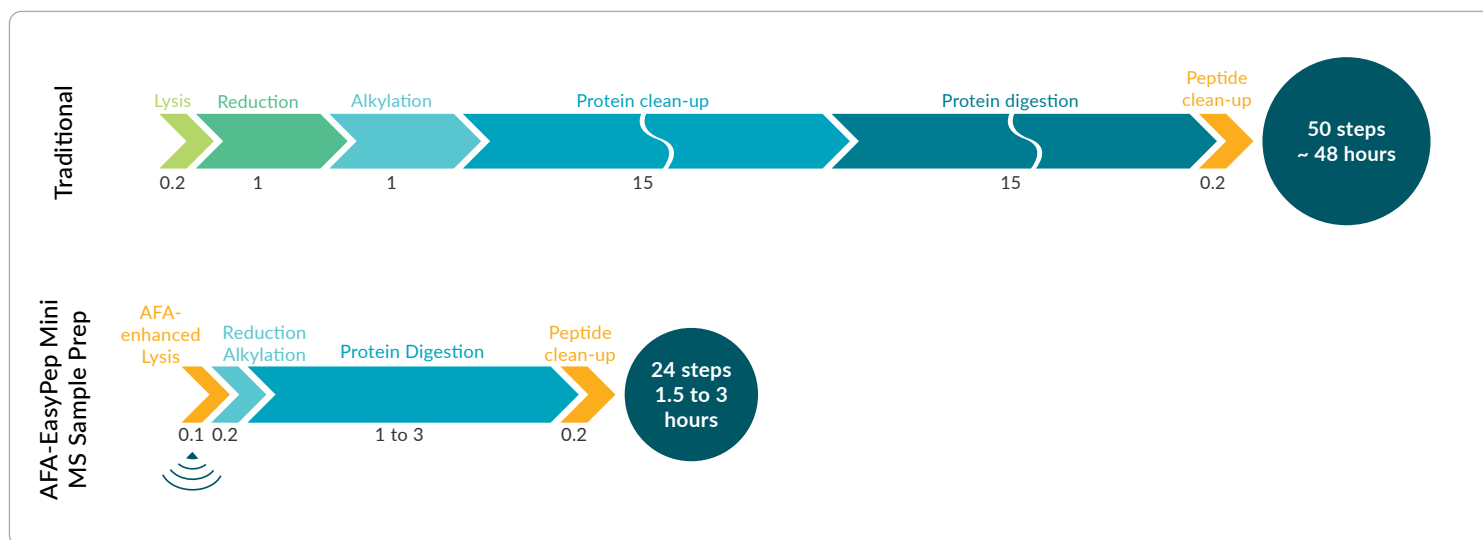 Traditional
Lysis
Reduction
Alkylation
Protein clean-up
Protein digestion
Peptide
clean-up
0.2
1
1
15
15
0.2
50 steps
~ 48 hours
AFA-EasyPep Mini
MS Sample Prep
AFA-
enhanced
Lysis
Reduction
Alkylation
Protein Digestion
Peptide
clean-up
0.1
0.2
1 to 3
0.2
24 steps
1.5 to 3
hours